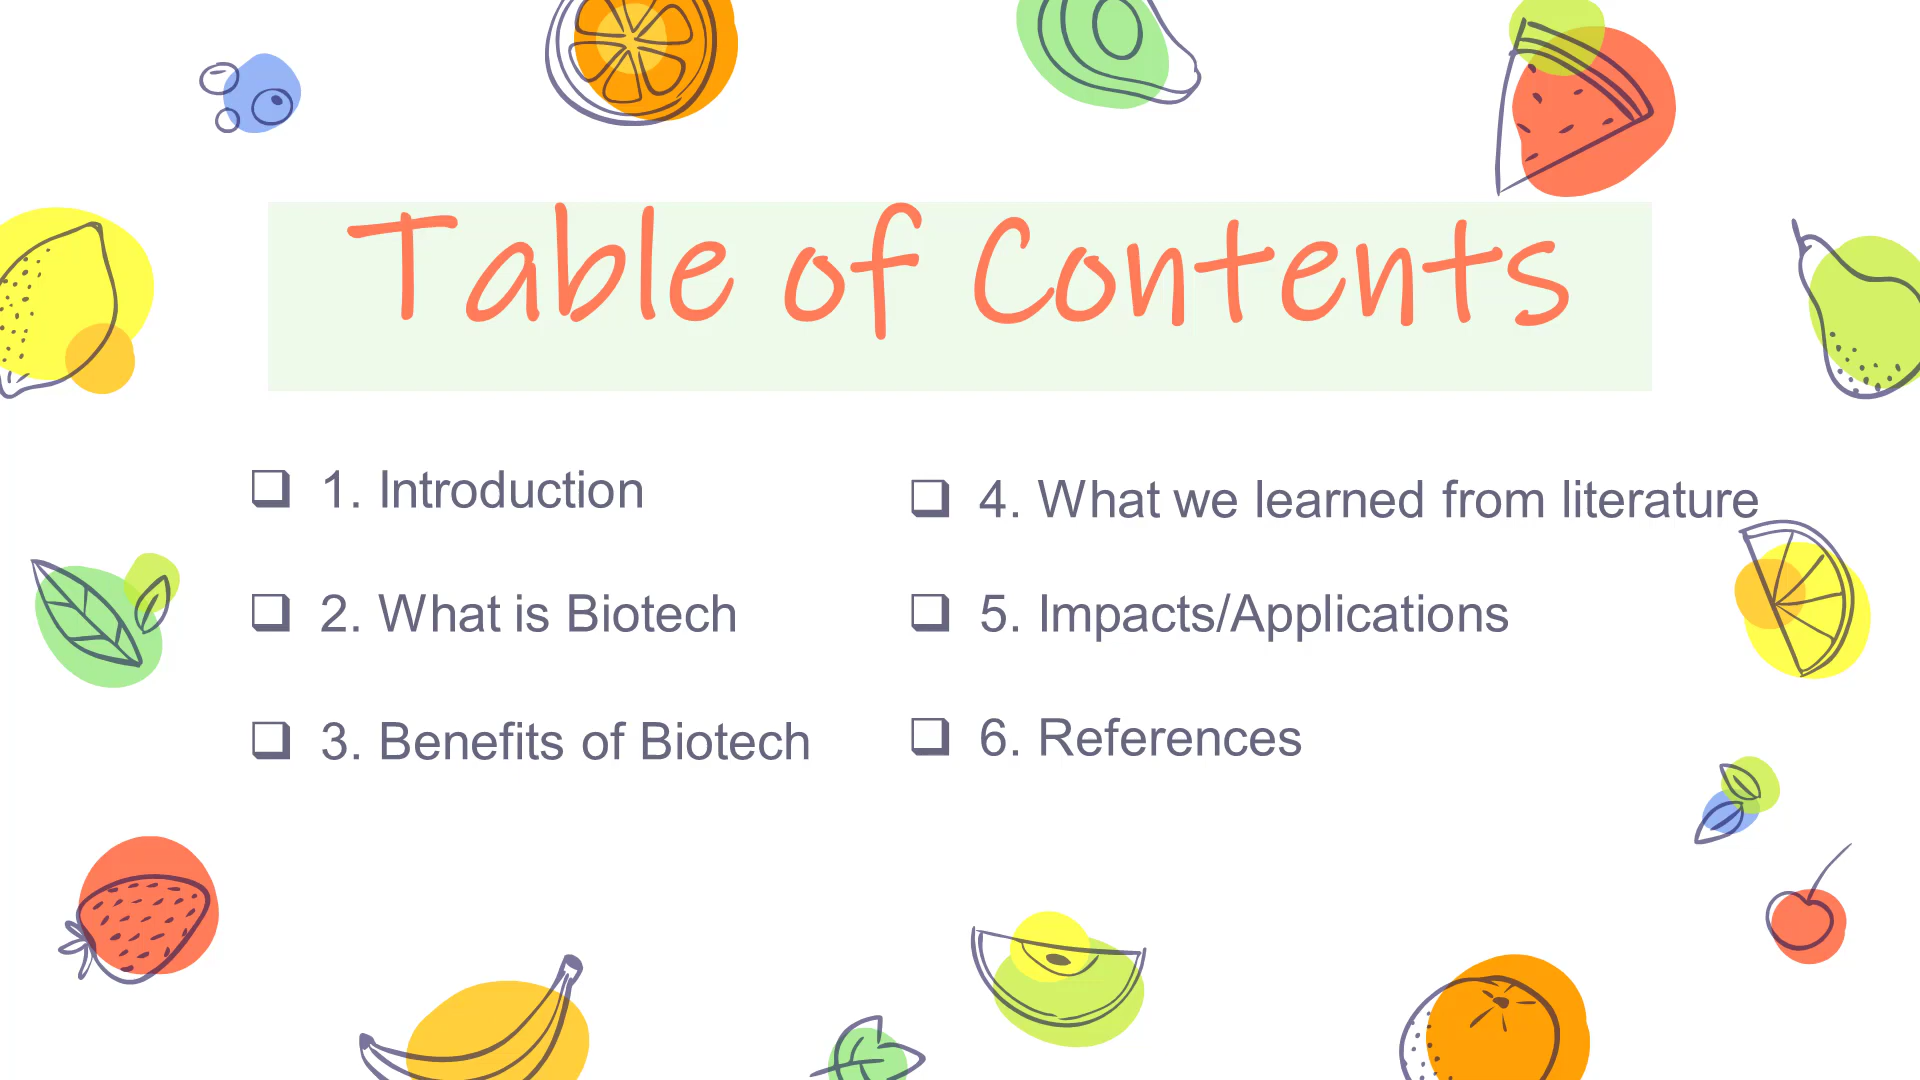 Table of Contents
❑ 1. Introduction
❑ 2. What is Biotech
❑ 3. Benefits of Biotech
❑ 4. What we learned from literature
❑ 5. Impacts/Applications
❑ 6. References